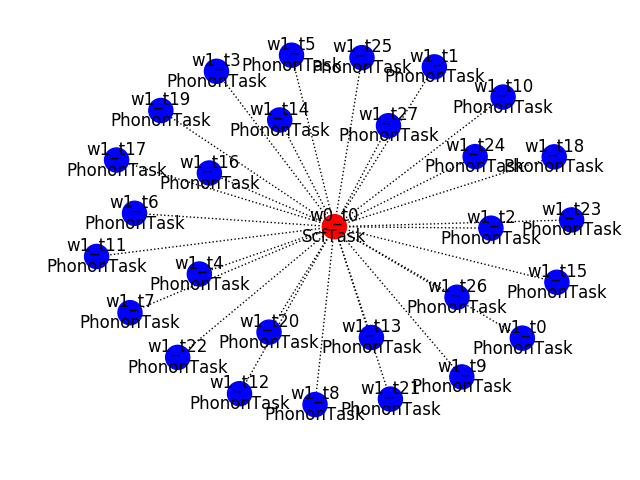 w1_t5
PhononTask
w1_t25
PhononTask
w1_t3
PhononTask
w1_t1
PhononTask
w1_t10
PhononTask
w1_t19
PhononTask
w1_t14
PhononTask
w1_t27
PhononTask
w1_t17
PhononTask
w1_t24
PhononTask
w1_t18
PhononTask
w1_t16
PhononTask
w1_t6
PhononTask
w0_t0
ScfTask
w1_t2
PhononTask
w1_t23
PhononTask
w1_t11
PhononTask
w1_t4
PhononTask
w1_t15
PhononTask
w1_t26
PhononTask
w1_t7
PhononTask
w1_t20
PhononTask
w1_t13
PhononTask
w1_t0
PhononTask
w1_t22
PhononTask
w1_t9
PhononTask
w1_t12
PhononTask
w1_t8
PhononTask
w1_t21
PhononTask